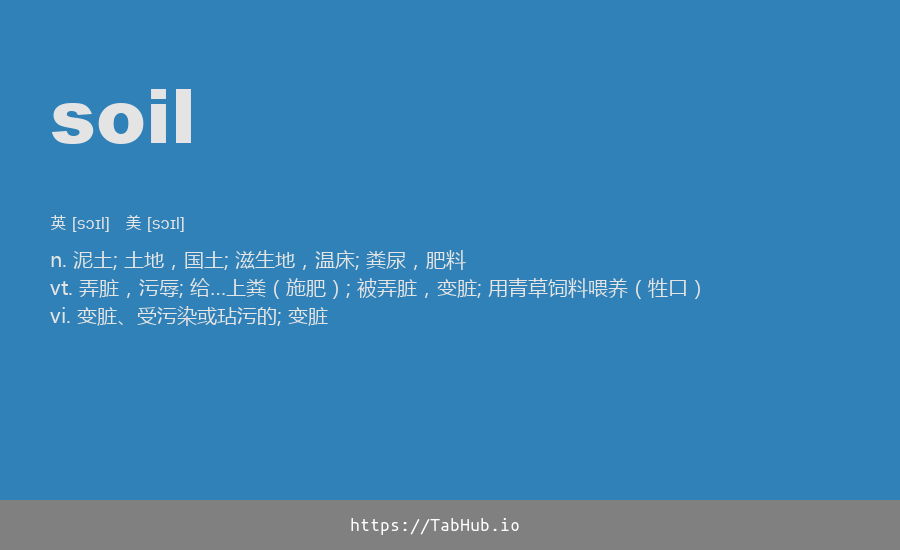 soil
英 [sɔɪl] 美 [sɔɪl]
n. 泥土; 土地，国土; 滋生地，温床; 粪尿，肥料
vt. 弄脏，污辱; 给…上粪（施肥）; 被弄脏，变脏; 用青草饲料喂养（牲口）
vi. 变脏、受污染或玷污的; 变脏
https://TabHub.io